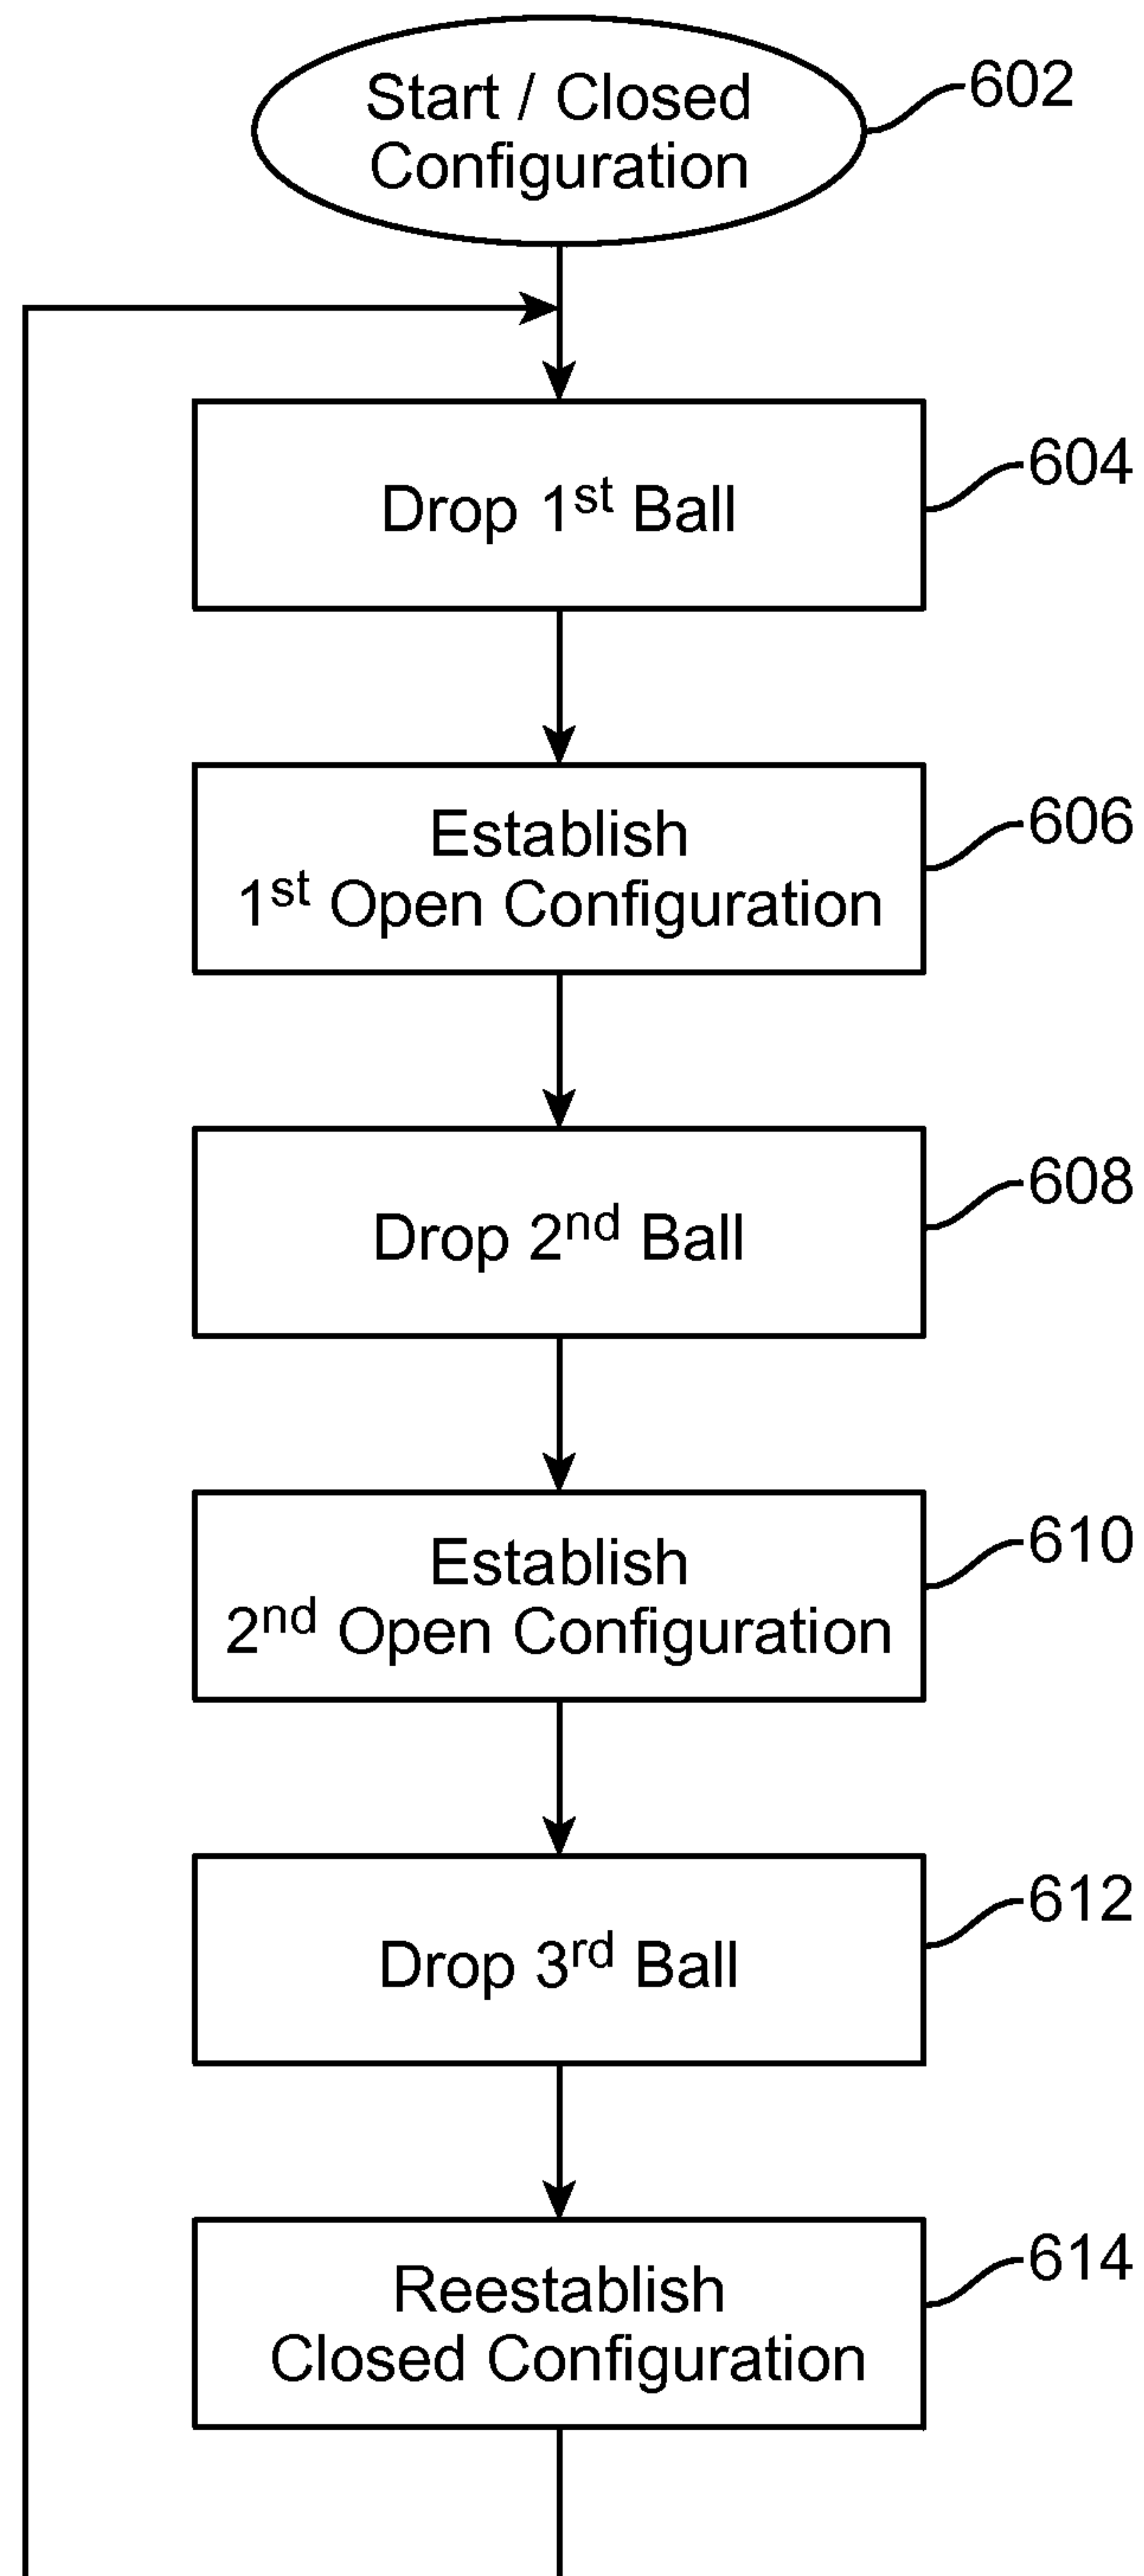 Start / Closed
Configuration
602
Drop 1st Ball
604
Establish
1st Open Configuration
606
Drop 2nd Ball
608
Establish
2nd Open Configuration
610
Drop 3rd Ball
612
Reestablish
Closed Configuration
614